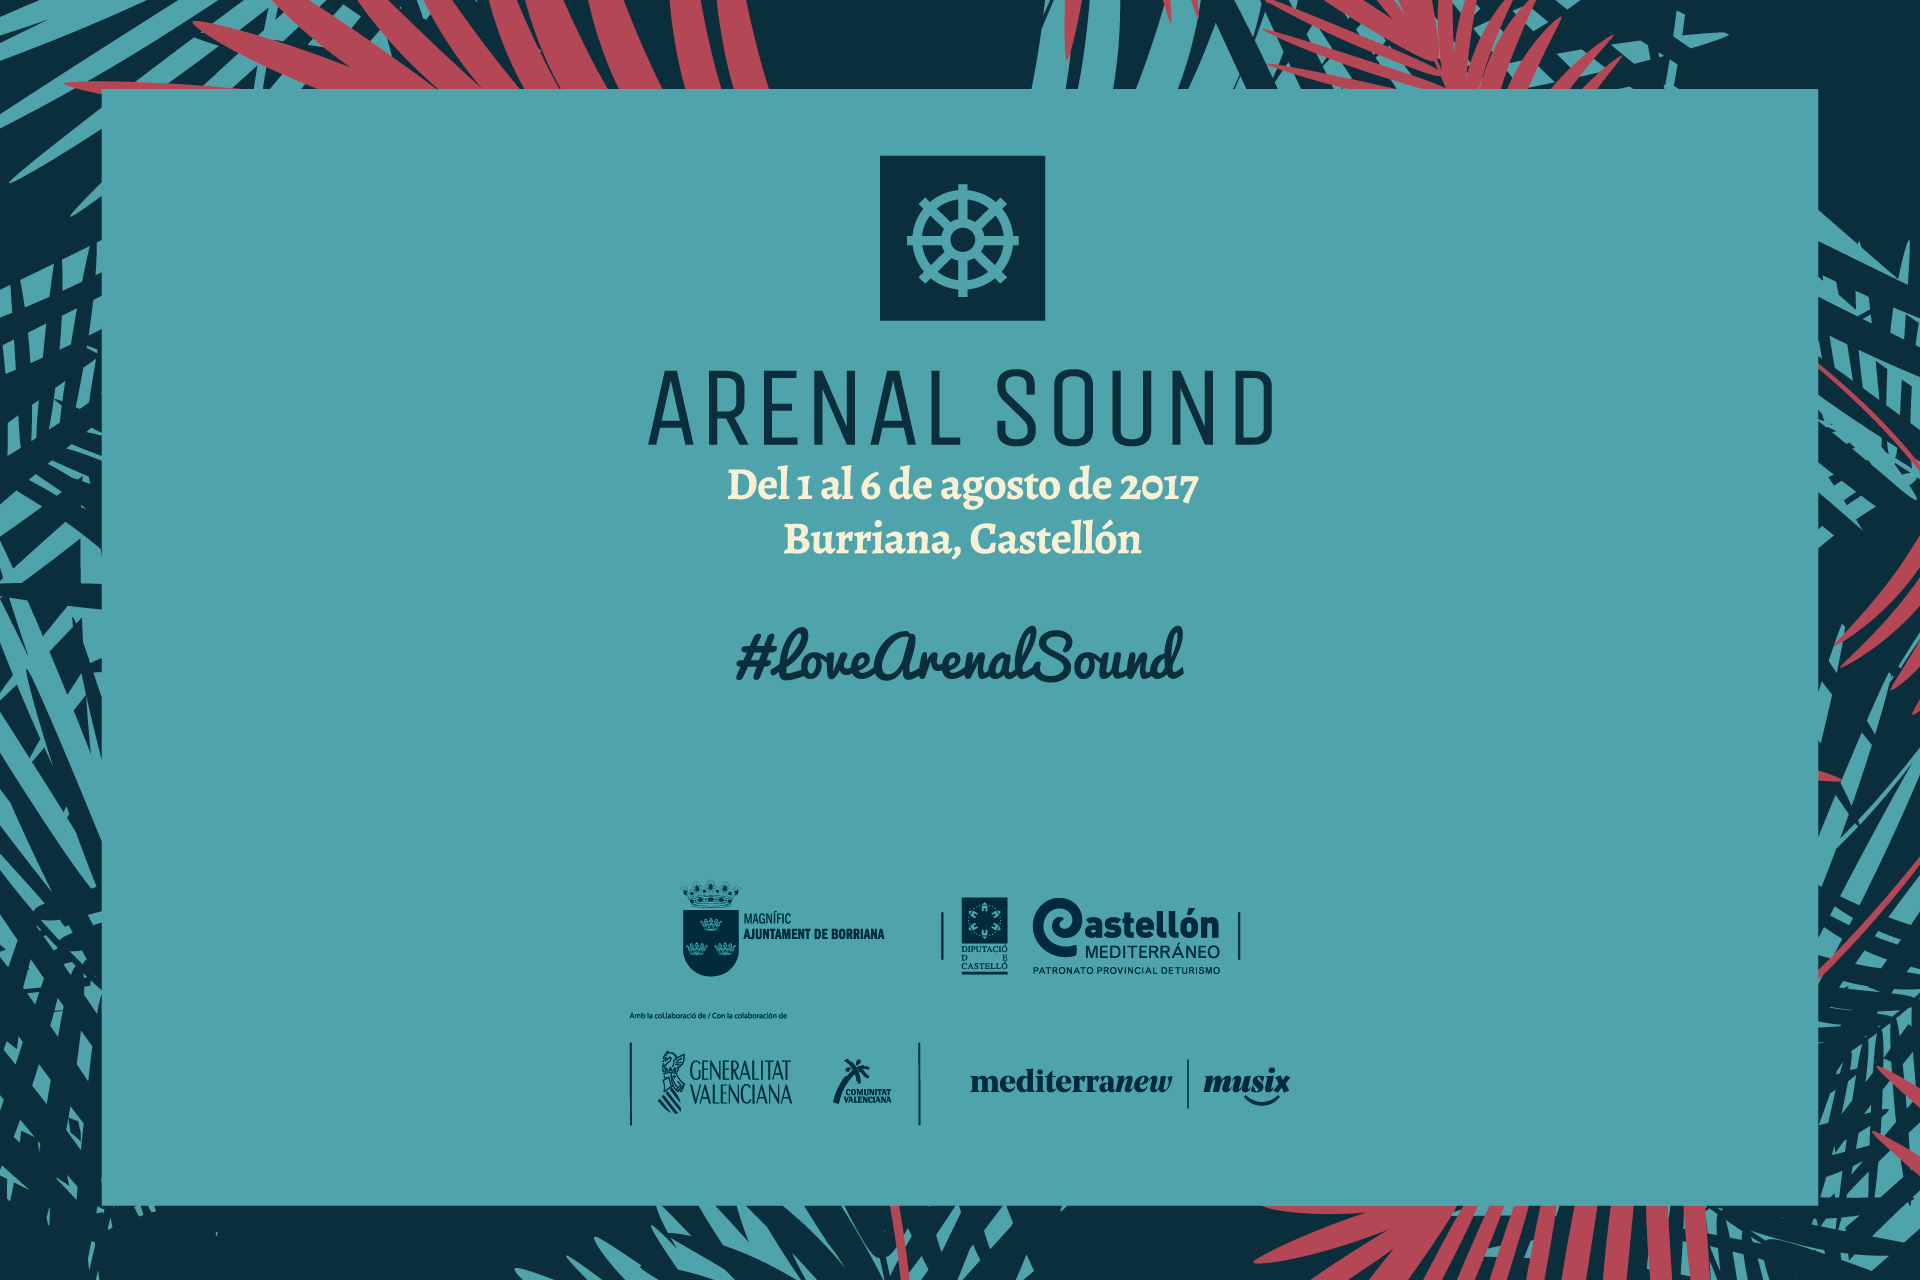 ARENAL SOUND
Del 1 al 6 de agosto de 2017
Burriana, Castellón
#LoveArenalSound
MAGNÍFIC
AJUNTAMENT DE BORRIANA
DIPUTACIÓ
D E
CASTELLÓ
Castellón
MEDITERRÁNEO
PATRONATO PROVINCIAL DE TURISMO
Amb la col·laboració de / Con la colaboración de
GENERALITAT
VALENCIANA
COMUNITAT
VALENCIANA
mediterranew
musix